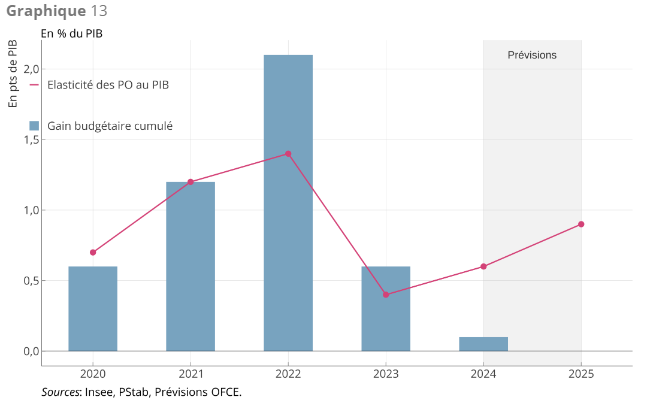 Graphique 13
En % du PIB
En pts de PIB
2,0
Prévisions
Elasticité des PO au PIB
Gain budgétaire cumulé
1,5
1,0
0,5
0,0
2020 2021 2022 2023 2024 2025
Sources: Insee, PStab, Prévisions OFCE.